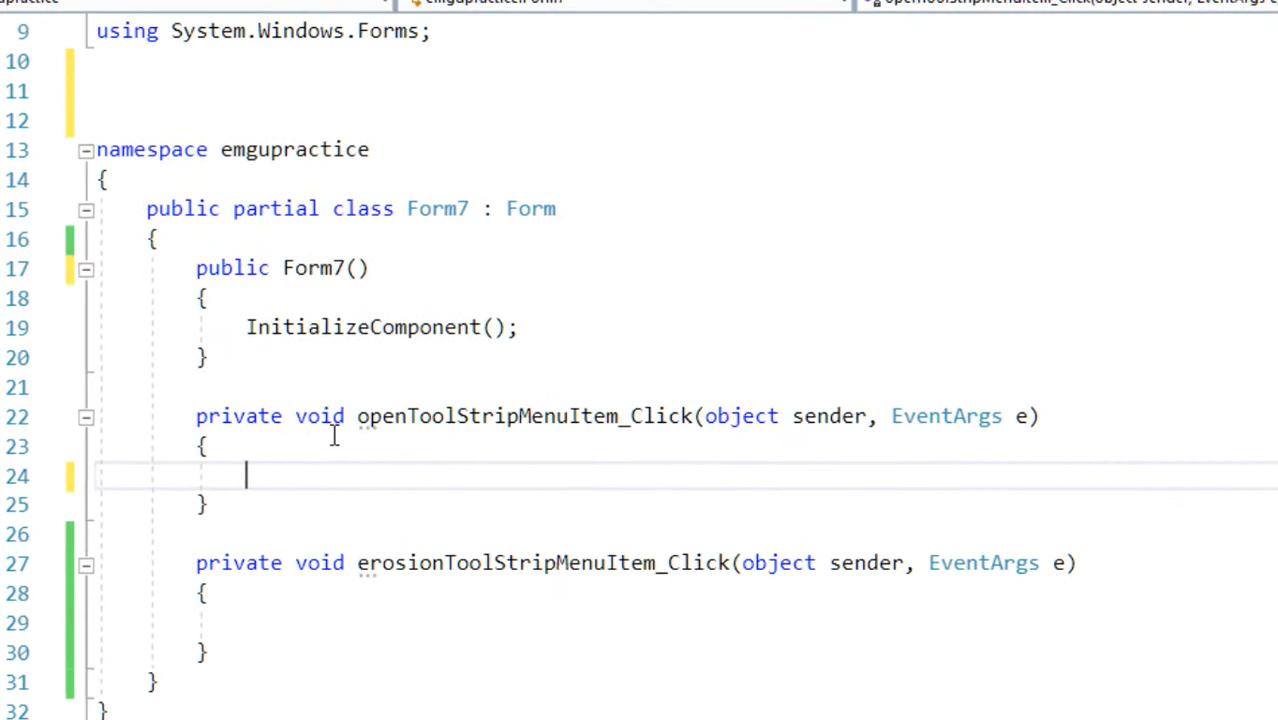 9 using System.Windows.Forms;
10
11
12
13 namespace emgupractice
14 {
15 public partial class Form7 : Form
16 {
17 public Form7()
18 {
19 InitializeComponent();
20 }
21
22 private void openToolStripMenuItem_Click(object sender, EventArgs e)
23 {
24
25 }
26
27 private void erosionToolStripMenuItem_Click(object sender, EventArgs e)
28 {
29
30 }
31 }
32 }